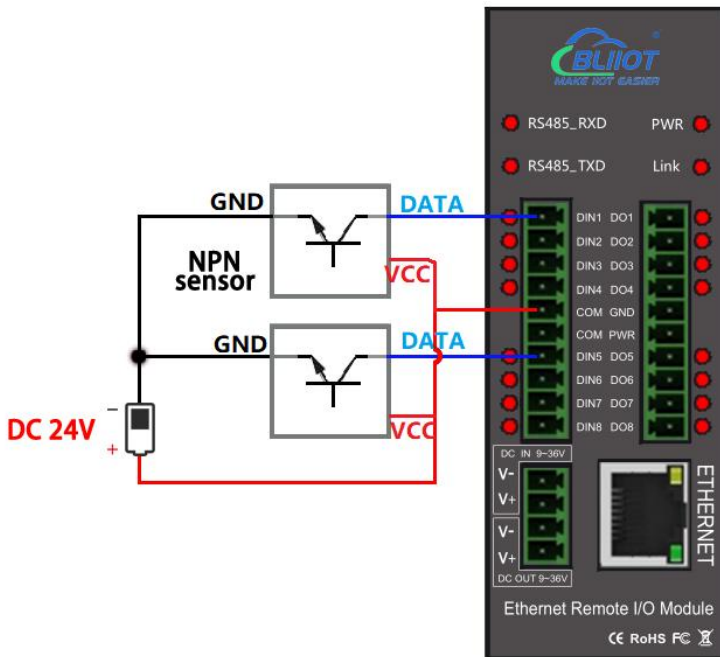 BLIIOT
®
MAKE IIOT EASIER
RS485_RXD PWR
RS485_TXD Link
GND DATA
DIN1 DO1
DIN2 DO2
NPN
sensor
VCC
DIN3 DO3
DIN4 DO4
COM GND
COM PWR
GND DATA
DIN5 DO5
DIN6 DO6
DIN7 DO7
DIN8 DO8
VCC
−
DC 24V
+
DC IN 9~36V
V-
V+
V-
V+
DC OUT 9~36V
ETHERNET
Ethernet Remote I/O Module
CE RoHS FC